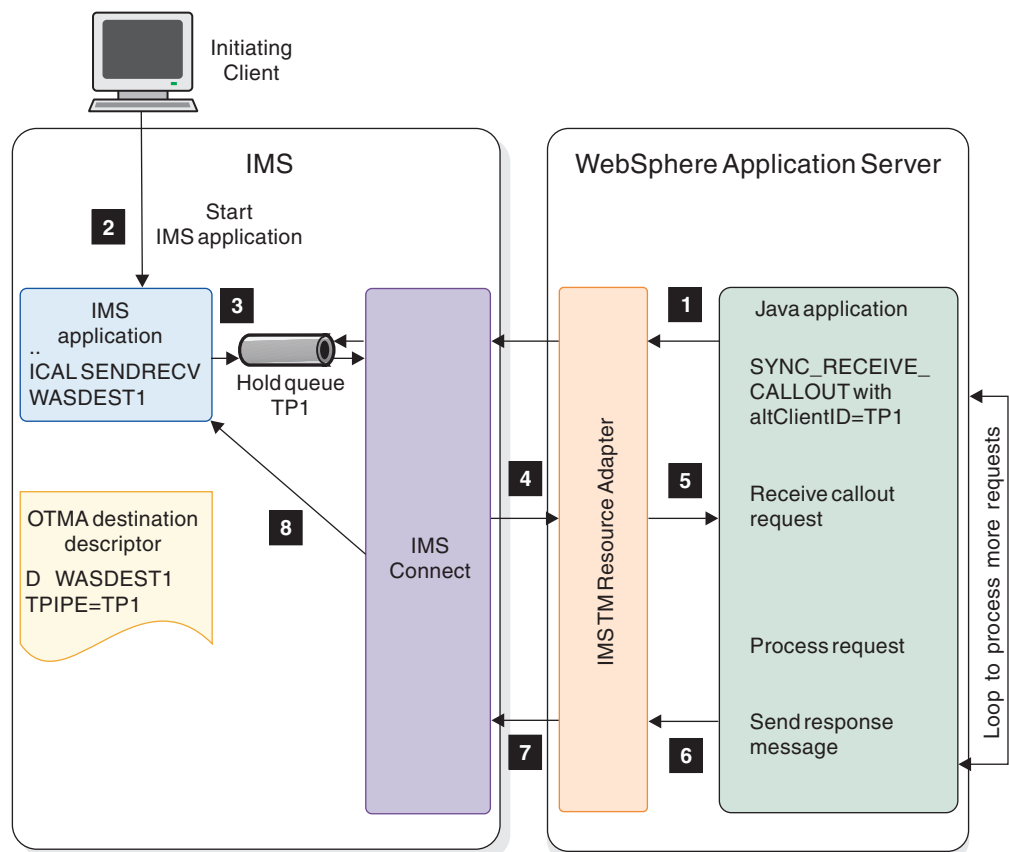 Initiating
Client
IMS
WebSphere Application Server
2
Start
IMS application
IMS
application
..
ICAL SENDRECV
WASDEST1
3
Hold queue
TP1
1
Java application
SYNC_RECEIVE_
CALLOUT with
altClientID=TP1
4
5
Receive callout
request
8
OTMA destination
descriptor
D WASDEST1
TPIPE=TP1
IMS
Connect
IMS TM Resource Adapter
Process request
Loop to process more requests
7
6
Send response
message